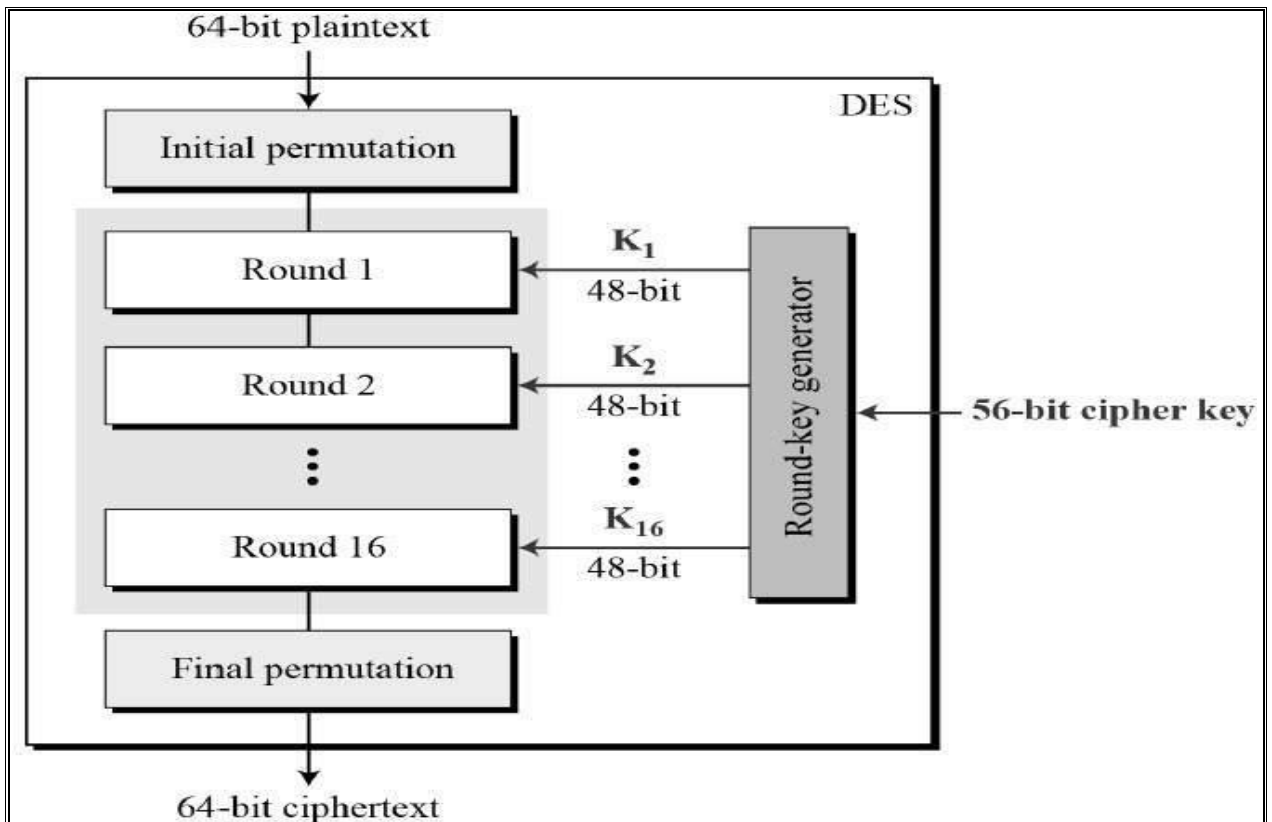 64-bit plaintext
DES
Initial permutation
Round 1
K₁
48-bit
Round 2
K₂
48-bit
Round-key generator
56-bit cipher key
Round 16
K₁₆
48-bit
Final permutation
64-bit ciphertext